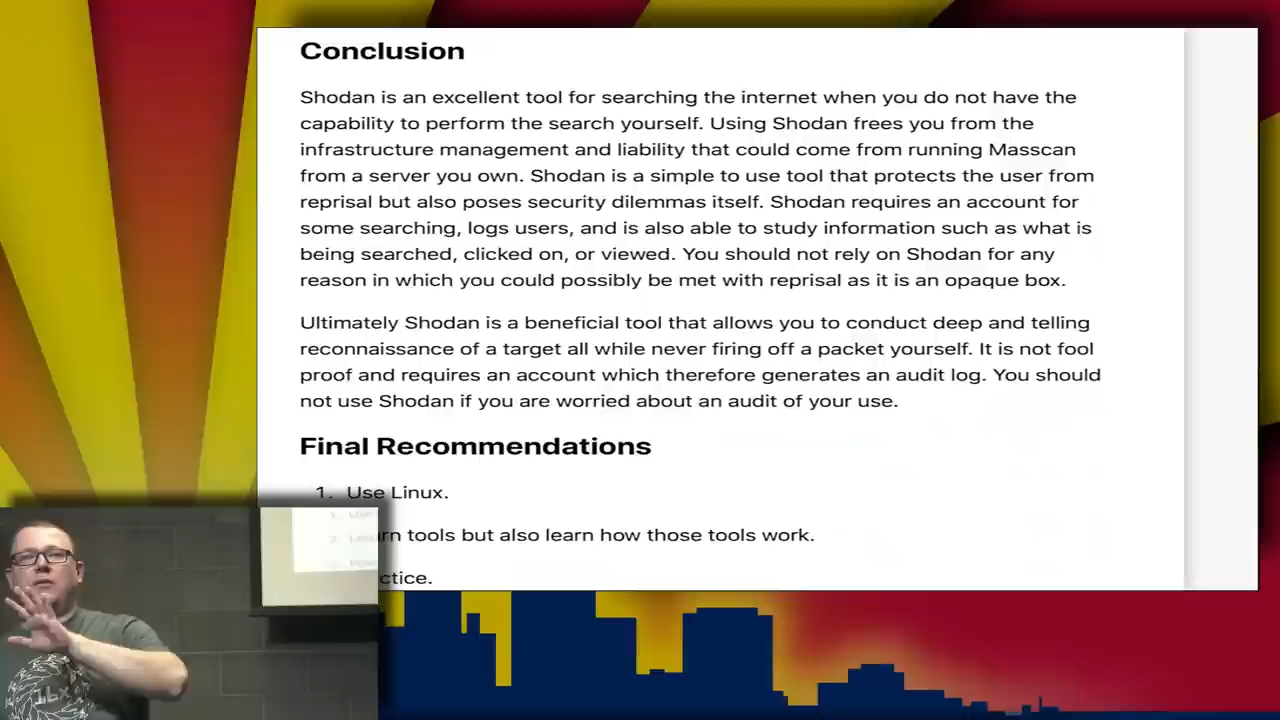 Conclusion
Shodan is an excellent tool for searching the internet when you do not have the
capability to perform the search yourself. Using Shodan frees you from the
infrastructure management and liability that could come from running Masscan
from a server you own. Shodan is a simple to use tool that protects the user from
reprisal but also poses security dilemmas itself. Shodan requires an account for
some searching, logs users, and is also able to study information such as what is
being searched, clicked on, or viewed. You should not rely on Shodan for any
reason in which you could possibly be met with reprisal as it is an opaque box.
Ultimately Shodan is a beneficial tool that allows you to conduct deep and telling
reconnaissance of a target all while never firing off a packet yourself. It is not fool
proof and requires an account which therefore generates an audit log. You should
not use Shodan if you are worried about an audit of your use.
Final Recommendations
1. Use Linux.
rn tools but also learn how those tools work.
ctice.